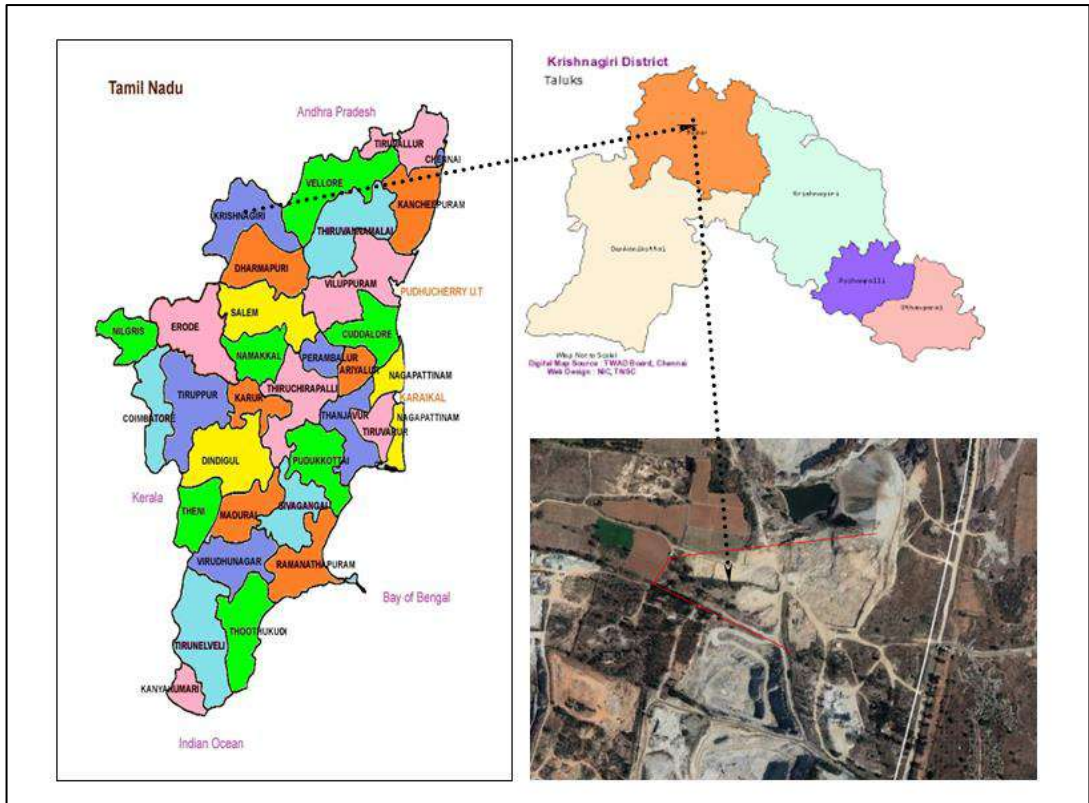 Tamil Nadu
Andhra Pradesh
TIRUVALLUR
CHENNAI
VELLORE
KANCHEEPURAM
KRISHNAGIRI
THIRUVANNAMALAI
DHARMAPURI
VILUPPURAM
PUDHUCHERRY U.T
SALEM
NILGRIS
ERODE
CUDDALORE
NAMAKKAL
PERAMBALUR
ARIYALUR
NAGAPATTINAM
THIRUCHIRAPALLI
TIRUPPUR
KARUR
KARAIKAL
COIMBATORE
THANJAVUR
NAGAPATTINAM
TIRUVARUR
DINDIGUL
PUDUKKOTTAI
Kerala
THENI
MADURAI
SIVAGANGAI
VIRUDHUNAGAR
RAMANATHAPURAM
Bay of Bengal
THOOTHUKUDI
TIRUNELVELI
KANYAKUMARI
Indian Ocean
Krishnagiri District
Taluks
Map Not to Scale
Digital Map Source : TWAD Board, Chennai
Web Design : NIC, TNSC